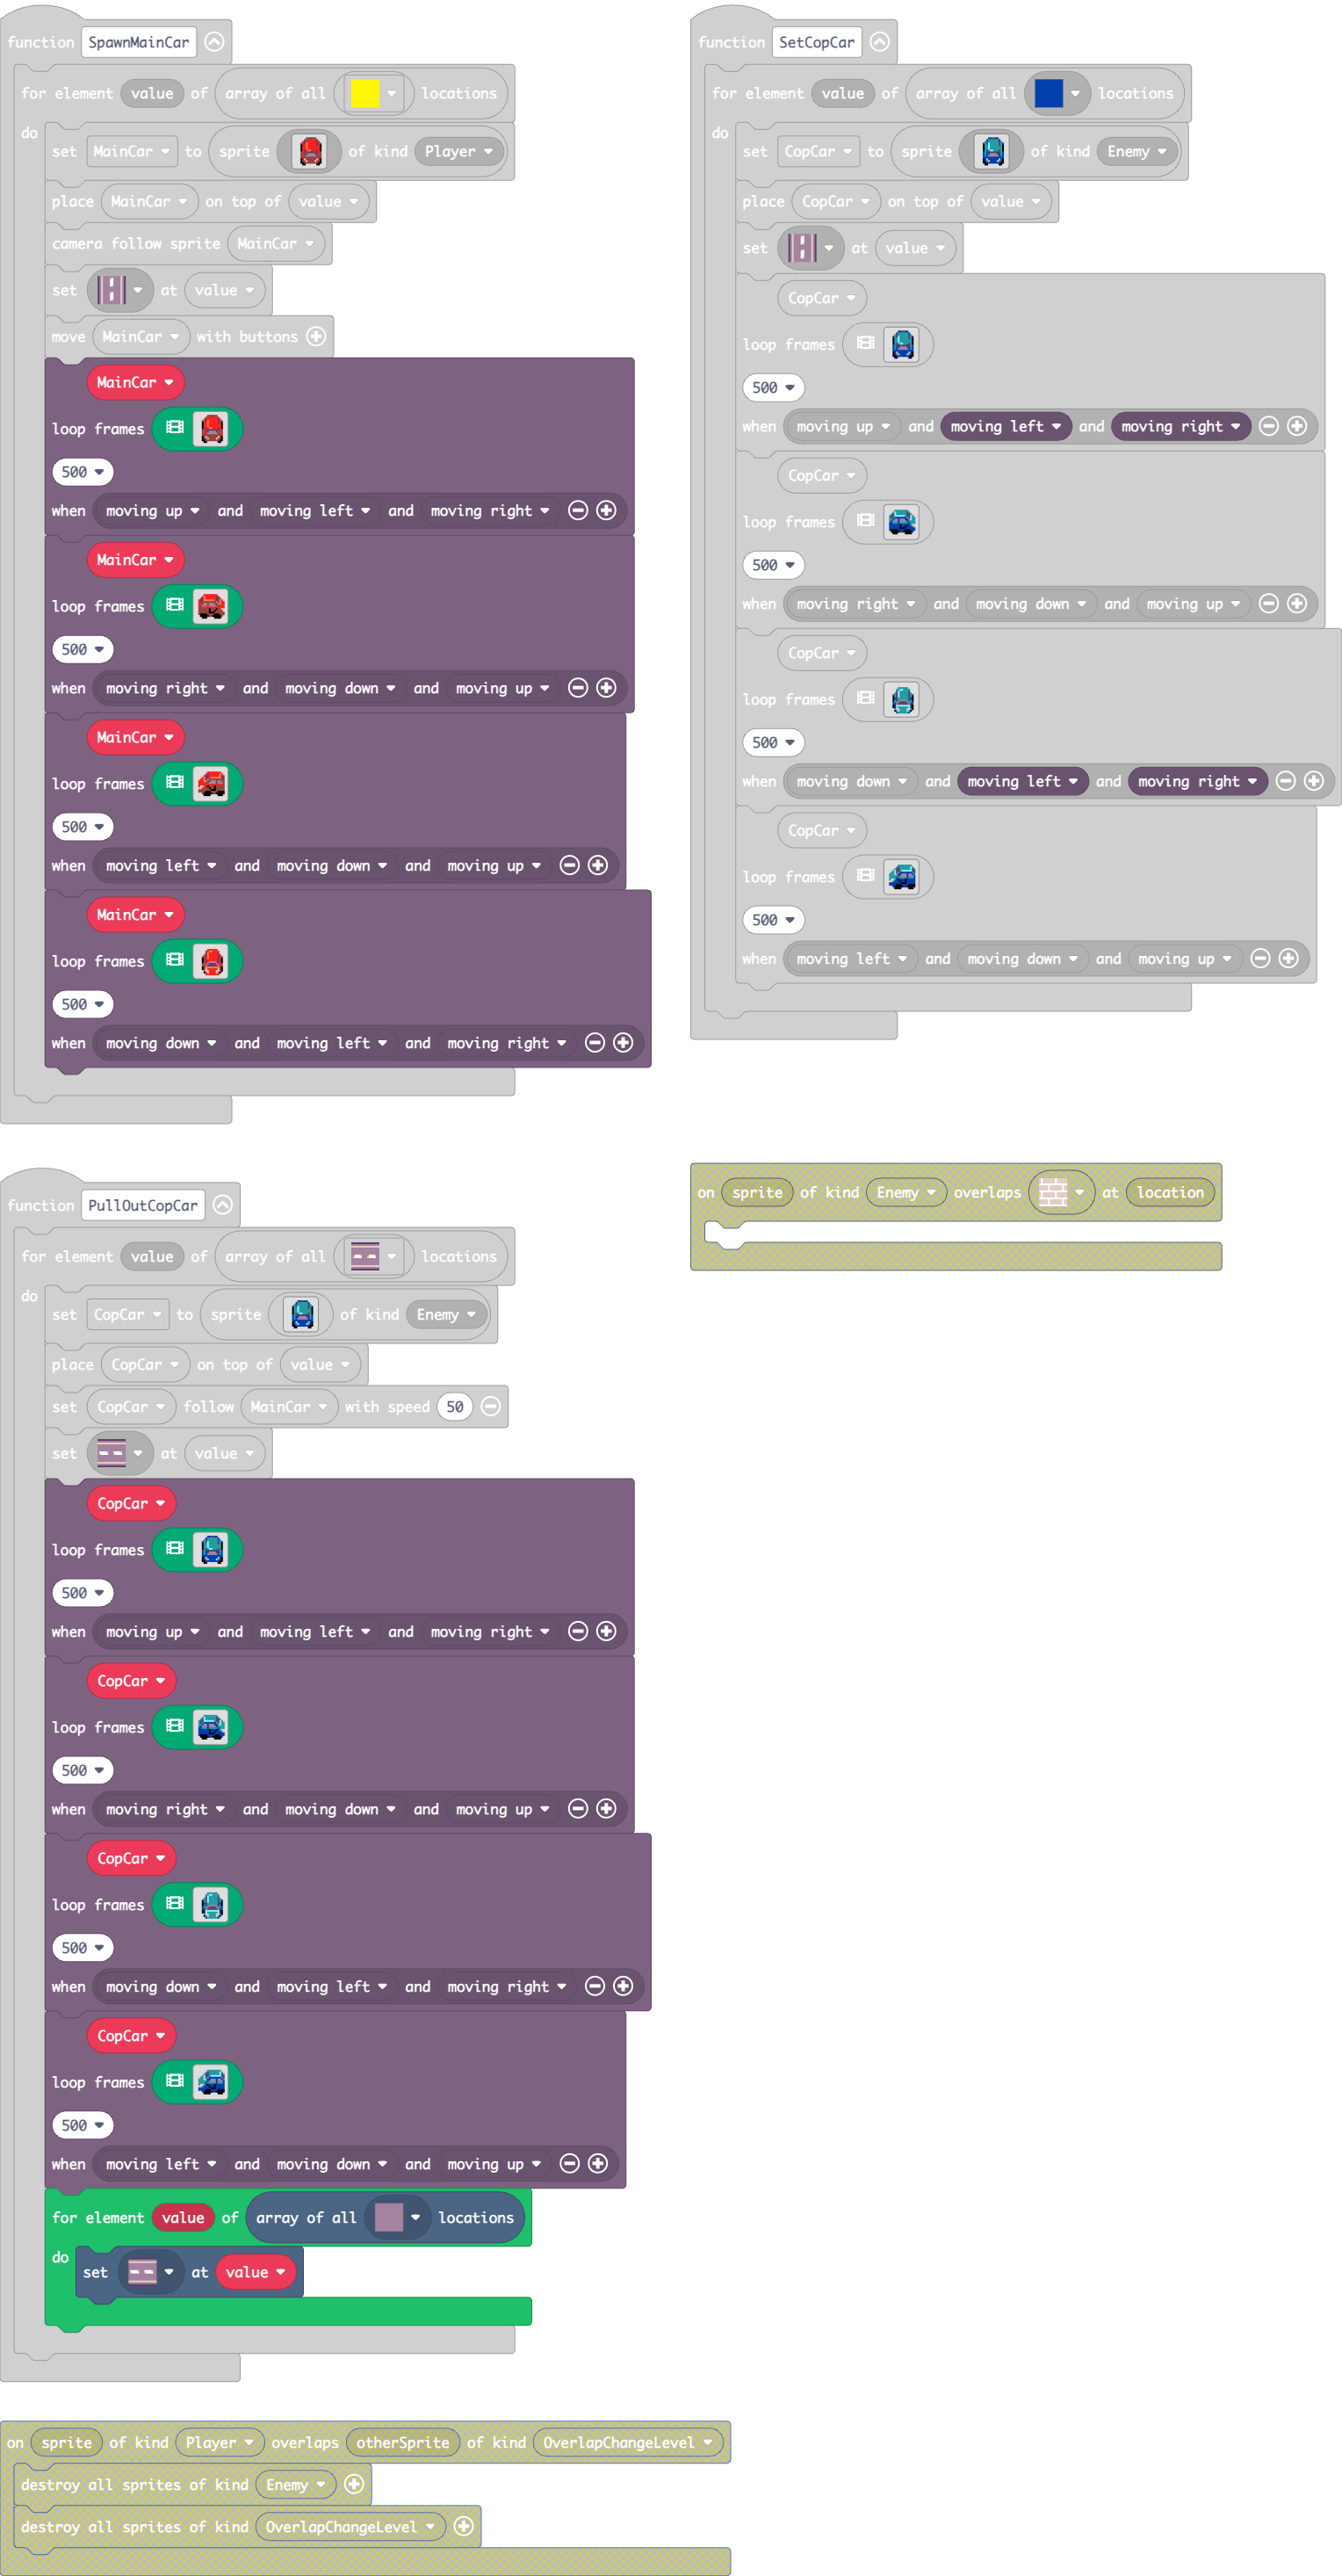 function SpawnMainCar
for element value of array of all locations
do
set MainCar to sprite of kind Player
place MainCar on top of value
camera follow sprite MainCar
set at value
move MainCar with buttons
MainCar
loop frames
500
when moving up and moving left and moving right
MainCar
loop frames
500
when moving right and moving down and moving up
MainCar
loop frames
500
when moving left and moving down and moving up
MainCar
loop frames
500
when moving down and moving left and moving right
function SetCopCar
for element value of array of all locations
do
set CopCar to sprite of kind Enemy
place CopCar on top of value
set at value
CopCar
loop frames
500
when moving up and moving left and moving right
CopCar
loop frames
500
when moving right and moving down and moving up
CopCar
loop frames
500
when moving down and moving left and moving right
CopCar
loop frames
500
when moving left and moving down and moving up
function PullOutCopCar
for element value of array of all locations
do
set CopCar to sprite of kind Enemy
place CopCar on top of value
set CopCar follow MainCar with speed 50
set at value
CopCar
loop frames
500
when moving up and moving left and moving right
CopCar
loop frames
500
when moving right and moving down and moving up
CopCar
loop frames
500
when moving down and moving left and moving right
CopCar
loop frames
500
when moving left and moving down and moving up
for element value of array of all locations
do
set at value
on sprite of kind Enemy overlaps at location
on sprite of kind Player overlaps otherSprite of kind OverlapChangeLevel
destroy all sprites of kind Enemy
destroy all sprites of kind OverlapChangeLevel